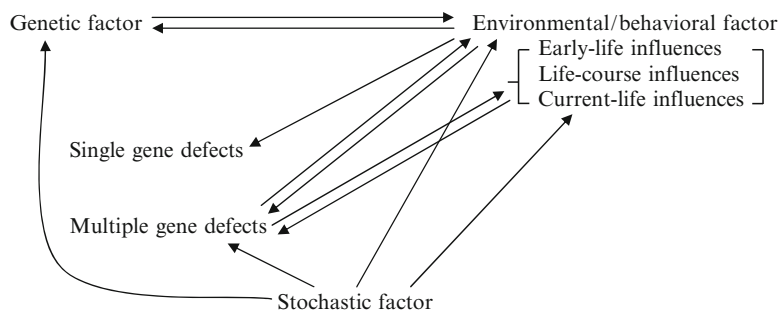 Genetic factor
Environmental/behavioral factor
Early-life influences
Life-course influences
Current-life influences
Single gene defects
Multiple gene defects
Stochastic factor